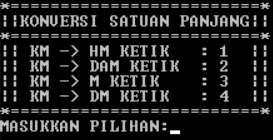 *==============================*
||KONVERSI SATUAN PANJANG||
*==============================*
|| KM -> HM KETIK : 1 ||
|| KM -> DAM KETIK : 2 ||
|| KM -> M KETIK : 3 ||
|| KM -> DM KETIK : 4 ||
*==============================*
MASUKKAN PILIHAN:_